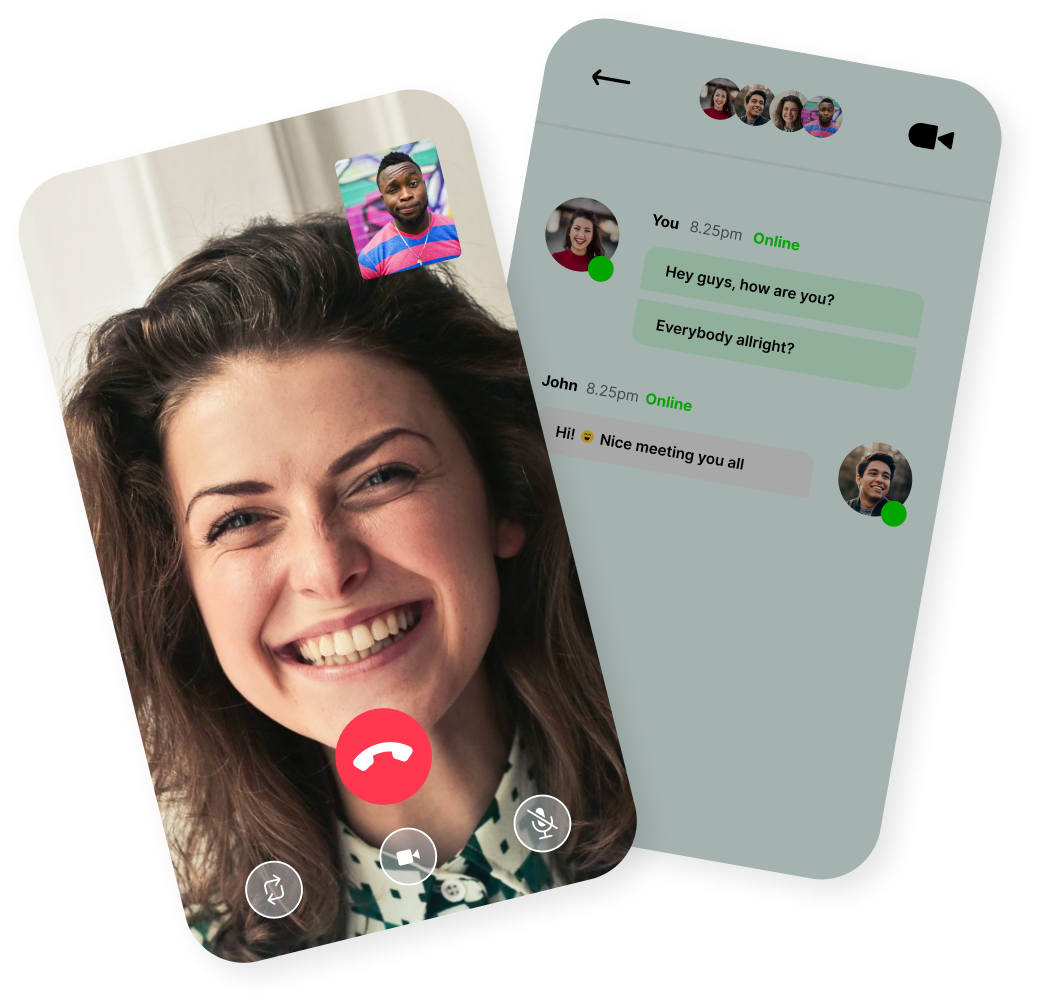 You 8.25pm Online
Hey guys, how are you?
Everybody allright?
John 8.25pm Online
Hi! 😄 Nice meeting you all